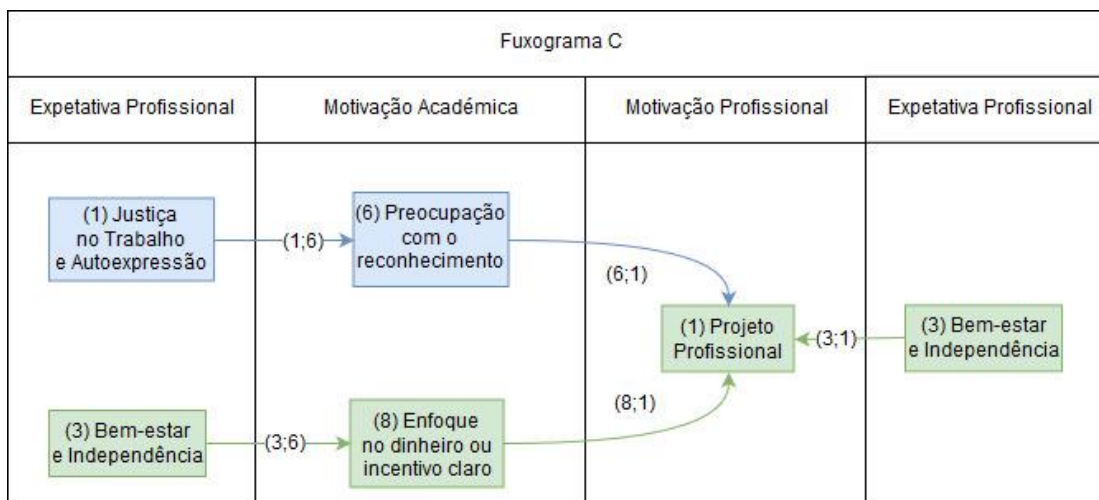 Fuxograma C
Expetativa Profissional
Motivação Académica
Motivação Profissional
Expetativa Profissional
(1) Justiça
no Trabalho
e Autoexpressão
(1;6)
(6) Preocupação
com o
reconhecimento
(6;1)
(1) Projeto
Profissional
(3;1)
(3) Bem-estar
e Independência
(8;1)
(3) Bem-estar
e Independência
(3;6)
(8) Enfoque
no dinheiro ou
incentivo claro